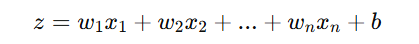 z = w₁x₁ + w₂x₂ + ... + wₙxₙ + b